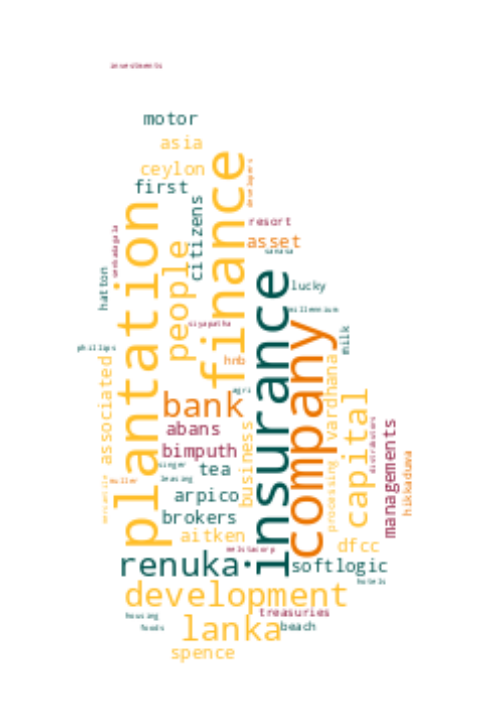 investments
motor
asia
ceylon
first
finance
developers
plantation
citizens
people
resort
asset
sanasa
senkadagala
hatton
insurance
lucky
millennium
siyapatha
company
milk
phillips
associated
hnb
vardhana
agri
bank
capital
abans
business
distributors
managements
bimputh
hikkaduwa
singer
tea
processing
mercantile
muller
leasing
arpico
brokers
aitken
melstacorp
dfcc
renuka
softlogic
hotels
development
housing
treasuries
foods
lanka
beach
spence